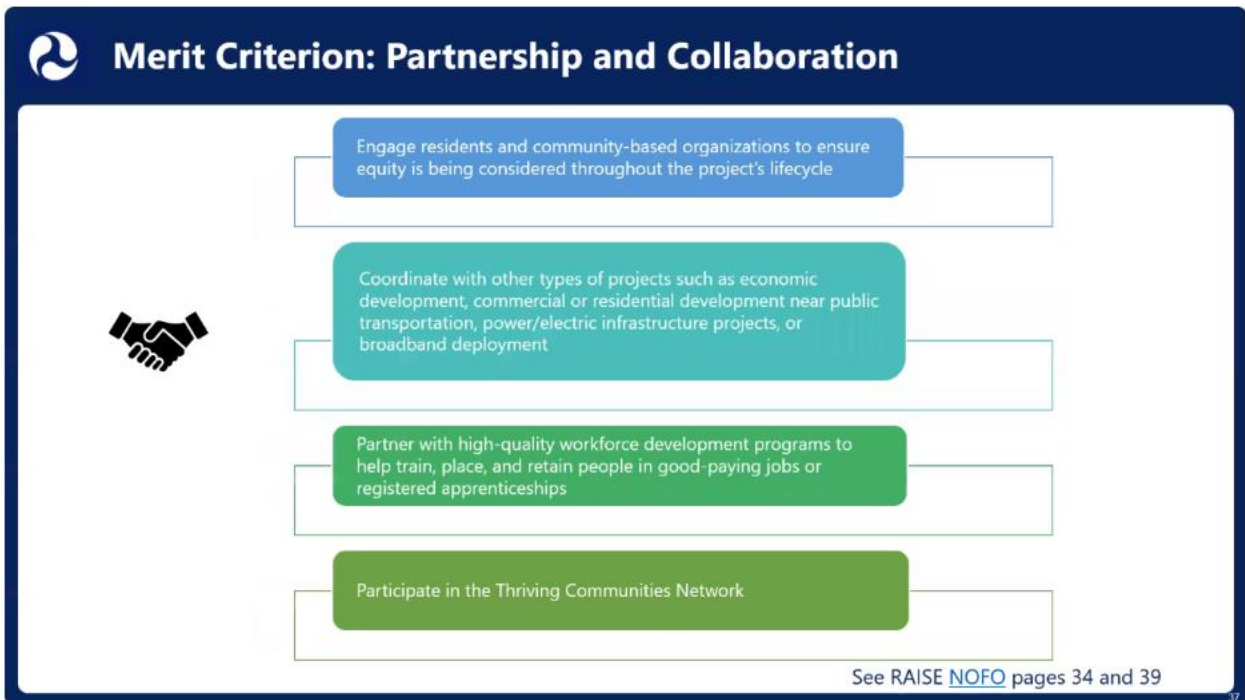 Merit Criterion: Partnership and Collaboration
Engage residents and community-based organizations to ensure
equity is being considered throughout the project's lifecycle
Coordinate with other types of projects such as economic
development, commercial or residential development near public
transportation, power/electric infrastructure projects, or
broadband deployment
Partner with high-quality workforce development programs to
help train, place, and retain people in good-paying jobs or
registered apprenticeships
Participate in the Thriving Communities Network
See RAISE NOFO pages 34 and 39
37